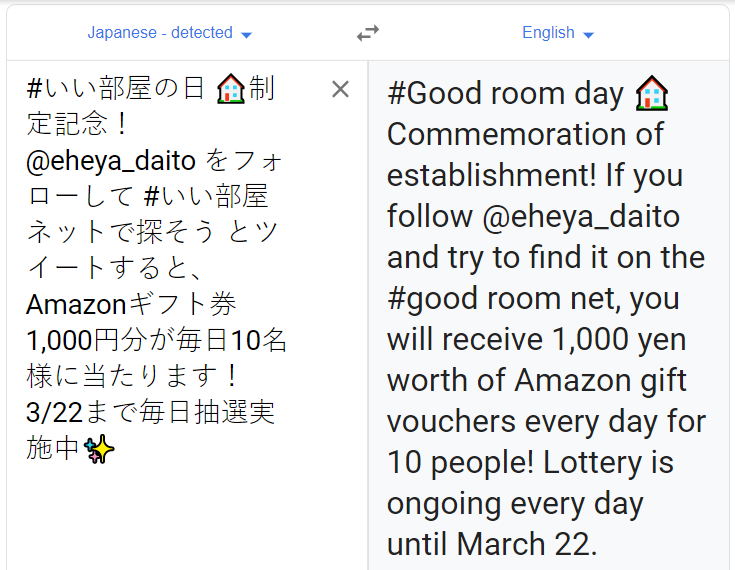 Japanese - detected
English
#いい部屋の日 🏠制
定記念！
@eheya_daito をフォ
ローして #いい部屋
ネットで探そう とツ
イートすると、
Amazonギフト券
1,000円分が毎日10名
様に当たります！
3/22まで毎日抽選実
施中✨
#Good room day 🏠
Commemoration of
establishment! If you
follow @eheya_daito
and try to find it on the
#good room net, you
will receive 1,000 yen
worth of Amazon gift
vouchers every day for
10 people! Lottery is
ongoing every day
until March 22.